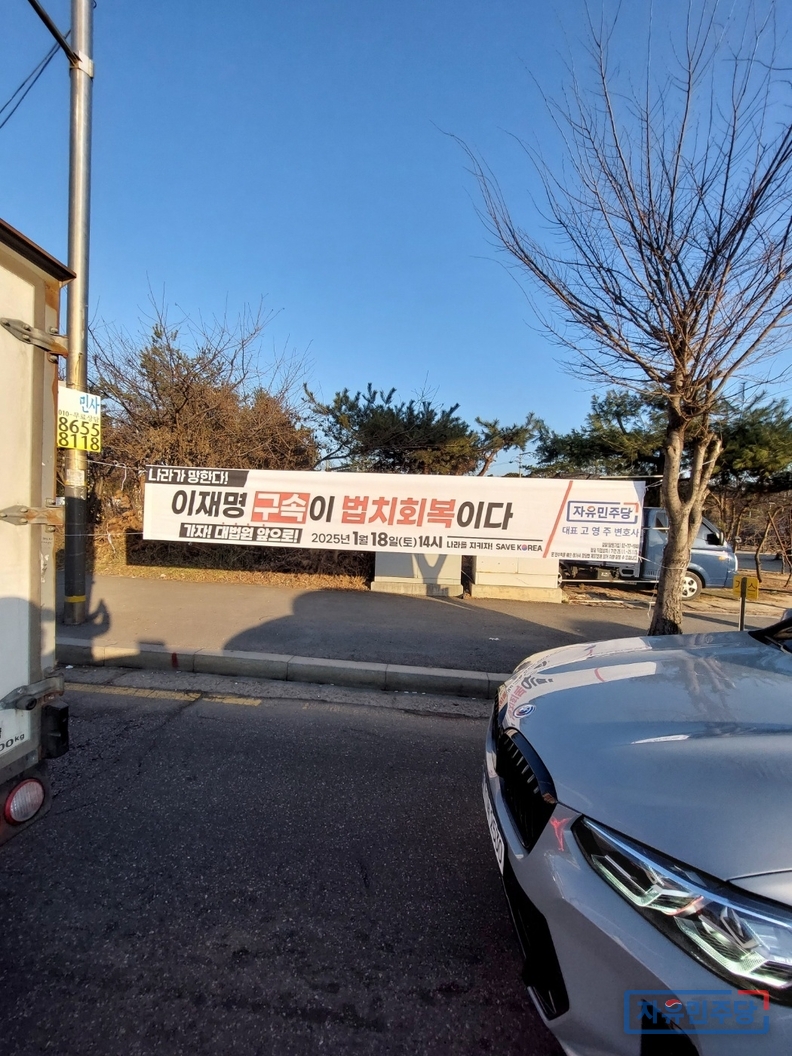 나라가 망한다!
이재명 구속이 법치회복이다
가자! 대법원 앞으로! 2025년 1월 18일(토) 14시 나라를 지키자! SAVE KOREA
자유민주당
대표 고영주 변호사
민사
010-
8655
8118
00kg
자유민주당